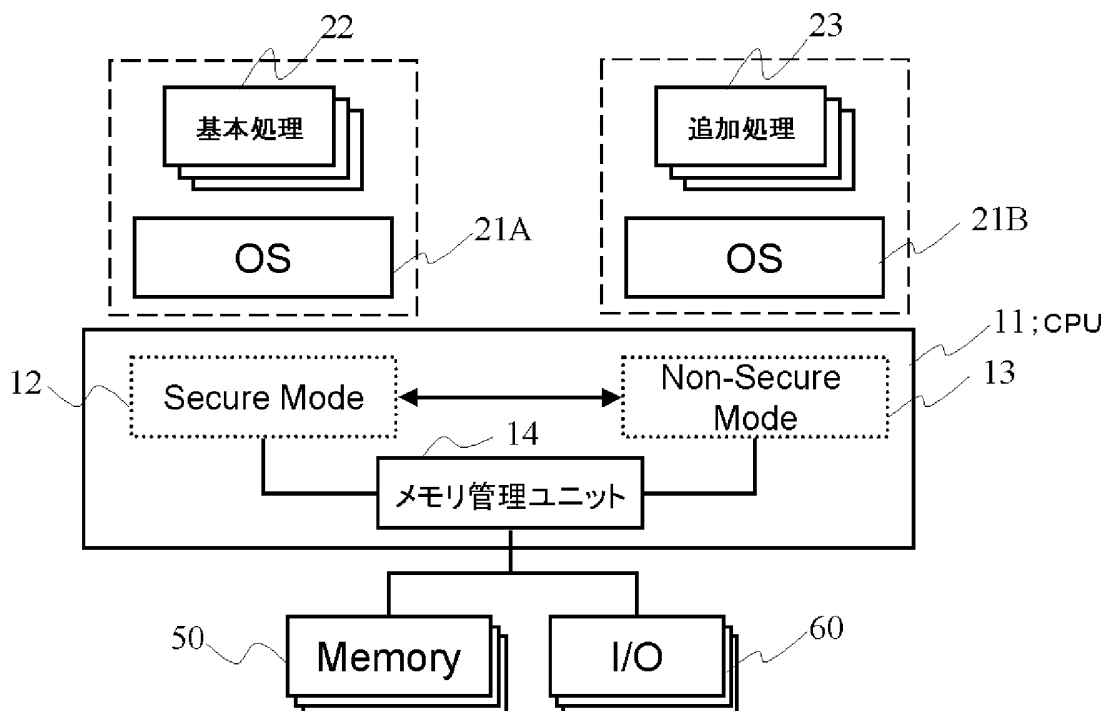 22
23
基本処理
追加処理
OS
21A
OS
21B
11;CPU
12
Secure Mode
Non-Secure
Mode
13
14
メモリ管理ユニット
50
Memory
I/O
60